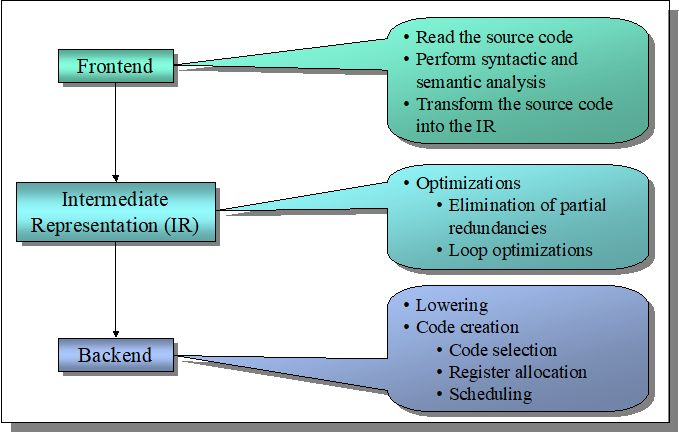 Frontend
• Read the source code
• Perform syntactic and
semantic analysis
• Transform the source code
into the IR
Intermediate
Representation (IR)
• Optimizations
• Elimination of partial
redundancies
• Loop optimizations
Backend
• Lowering
• Code creation
• Code selection
• Register allocation
• Scheduling